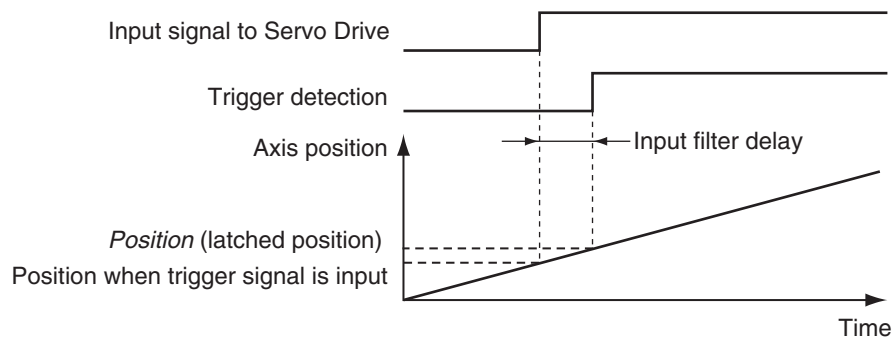 Input signal to Servo Drive
Trigger detection
Input filter delay
Axis position
Position (latched position)
Position when trigger signal is input
Time